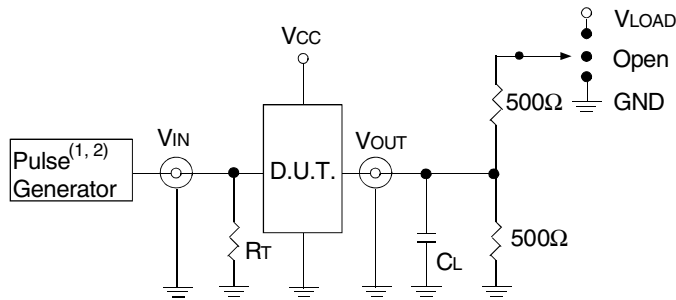 VLOAD
VCC
Open
500Ω
GND
VIN
VOUT
Pulse(1, 2)
Generator
D.U.T.
RT
CL
500Ω